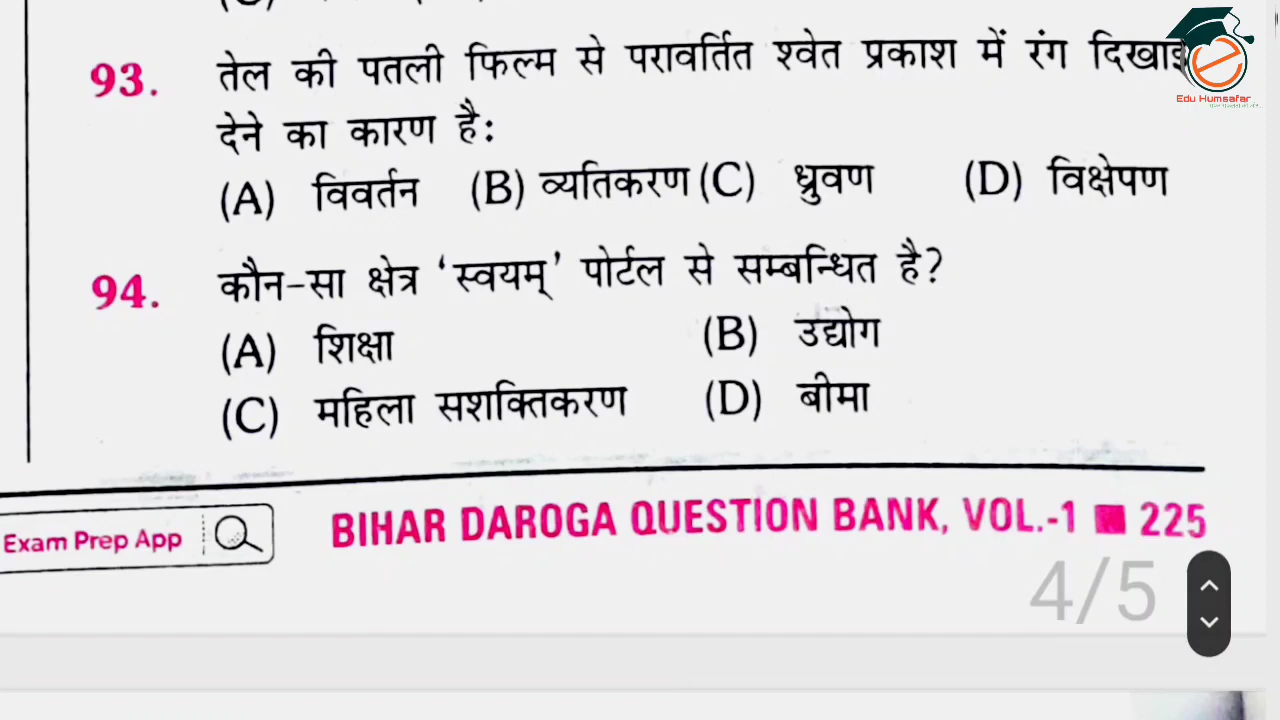 93. तेल की पतली फिल्म से परावर्तित श्वेत प्रकाश में रंग दिखाई
देने का कारण है:
(A) विवर्तन (B) व्यतिकरण (C) ध्रुवण (D) विक्षेपण
94. कौन-सा क्षेत्र 'स्वयम्' पोर्टल से सम्बन्धित है?
(A) शिक्षा (B) उद्योग
(C) महिला सशक्तिकरण (D) बीमा
Exam Prep App
BIHAR DAROGA QUESTION BANK, VOL.-1 ■ 225
4/5
Edu Humsafar